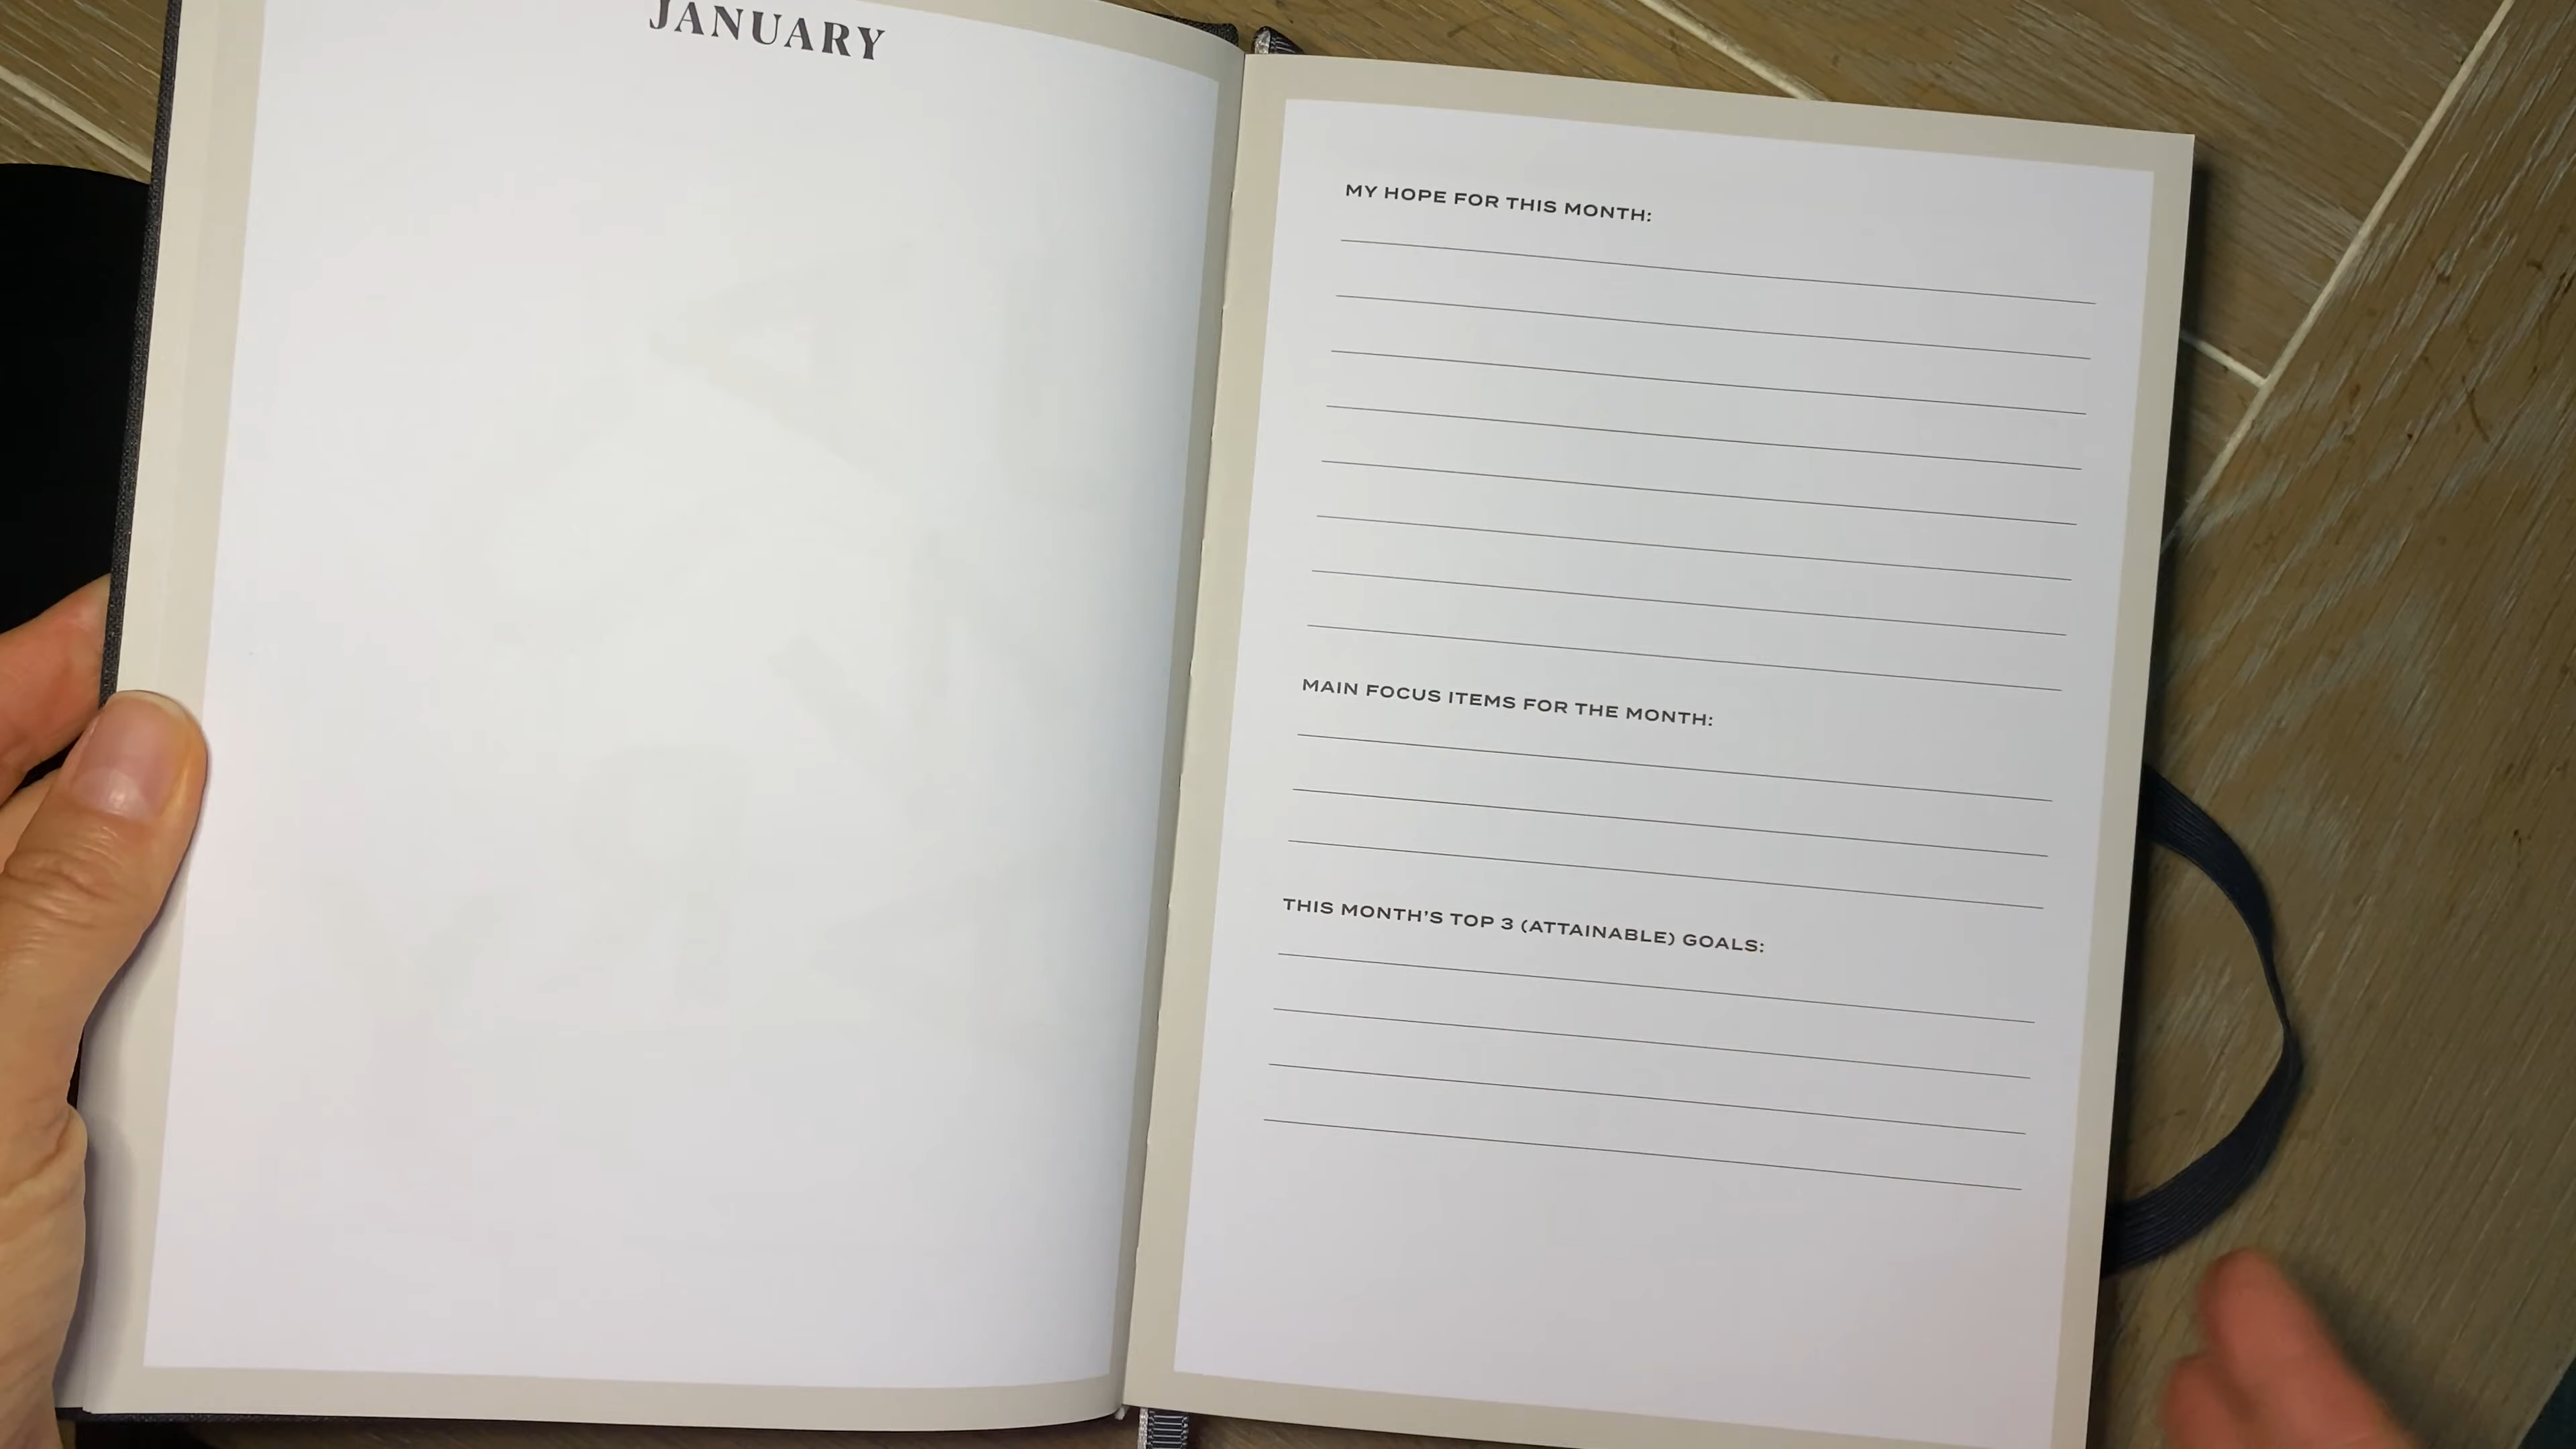 JANUARY
MY HOPE FOR THIS MONTH:
MAIN FOCUS ITEMS FOR THE MONTH:
THIS MONTH'S TOP 3 (ATTAINABLE) GOALS: